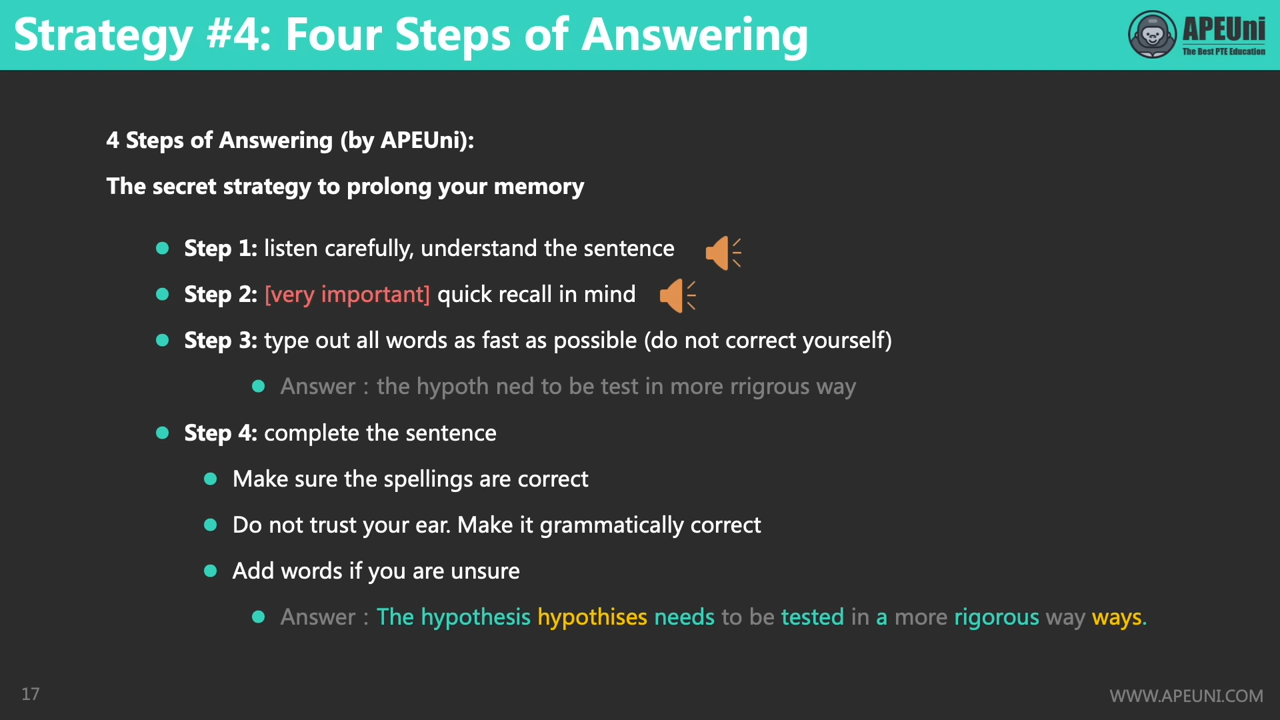 Strategy #4: Four Steps of Answering
APEUni
The Best PTE Education
4 Steps of Answering (by APEUni):
The secret strategy to prolong your memory
Step 1: listen carefully, understand the sentence
Step 2: [very important] quick recall in mind
Step 3: type out all words as fast as possible (do not correct yourself)
Answer : the hypoth ned to be test in more rrigrous way
Step 4: complete the sentence
Make sure the spellings are correct
Do not trust your ear. Make it grammatically correct
Add words if you are unsure
Answer : The hypothesis hypothises needs to be tested in a more rigorous way ways.
17
WWW.APEUNI.COM